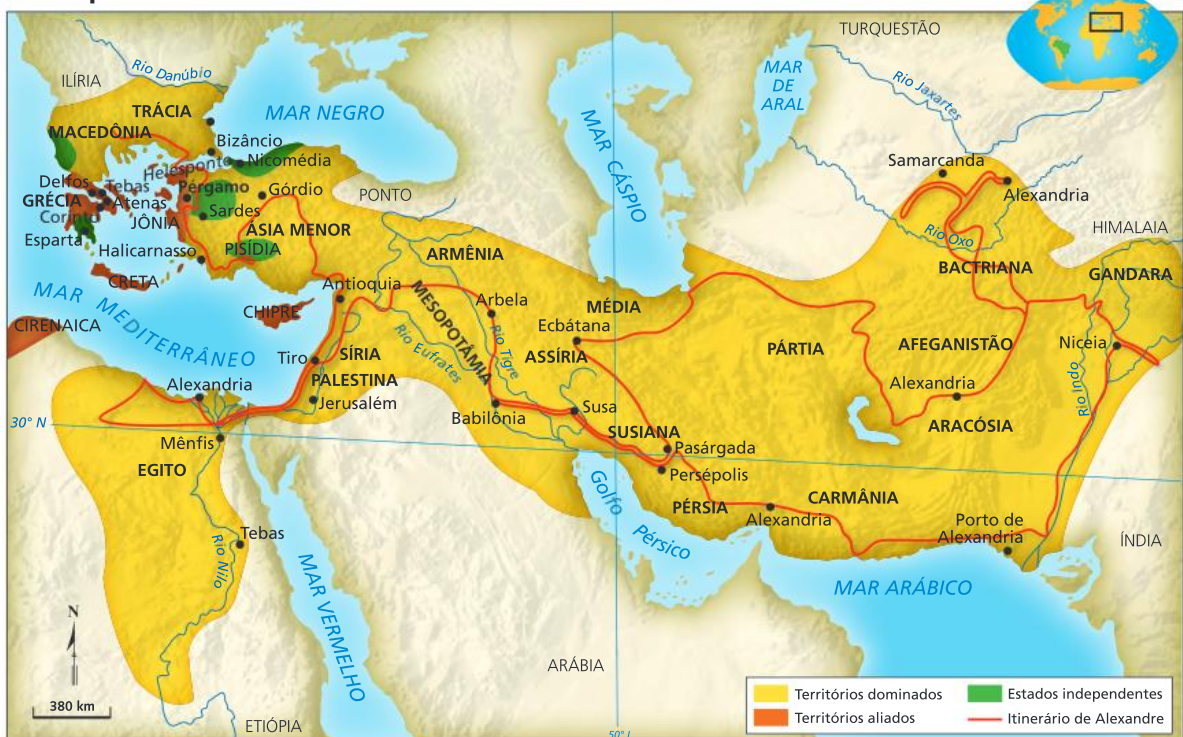 TURQUESTÃO
ILÍRIA
Rio Danúbio
MAR
DE
ARAL
Rio Jaxartes
TRÁCIA
MAR NEGRO
MACEDÔNIA
Bizâncio
MAR CÁSPIO
Helesponto
Nicomédia
Samarcanda
Delfos
Tebas
Pérgamo
Górdio
PONTO
Alexandria
GRÉCIA
Atenas
Corinto
JÔNIA
Sardes
ÁSIA MENOR
Esparta
Halicarnasso
PISÍDIA
ARMÊNIA
Rio Oxo
HIMALAIA
BACTRIANA
GANDARA
CRETA
Antioquia
MESOPOTÂMIA
Arbela
MÉDIA
MAR MEDITERRÂNEO
CHIPRE
CIRENAICA
Ecbátana
Rio Eufrates
Rio Tigre
ASSÍRIA
PÁRTIA
AFEGANISTÃO
Niceia
Tiro
SÍRIA
PALESTINA
Alexandria
Jerusalém
Alexandria
Rio Indo
30° N
Babilônia
Susa
ARACÓSIA
SUSIANA
Mênfis
Pasárgada
EGITO
Persépolis
Golfo Pérsico
PÉRSIA
CARMÂNIA
Alexandria
Porto de
Alexandria
Tebas
ÍNDIA
Rio Nilo
MAR VERMELHO
MAR ARÁBICO
N
ARÁBIA
380 km
ETIÓPIA
50° L
Territórios dominados
Estados independentes
Territórios aliados
Itinerário de Alexandre